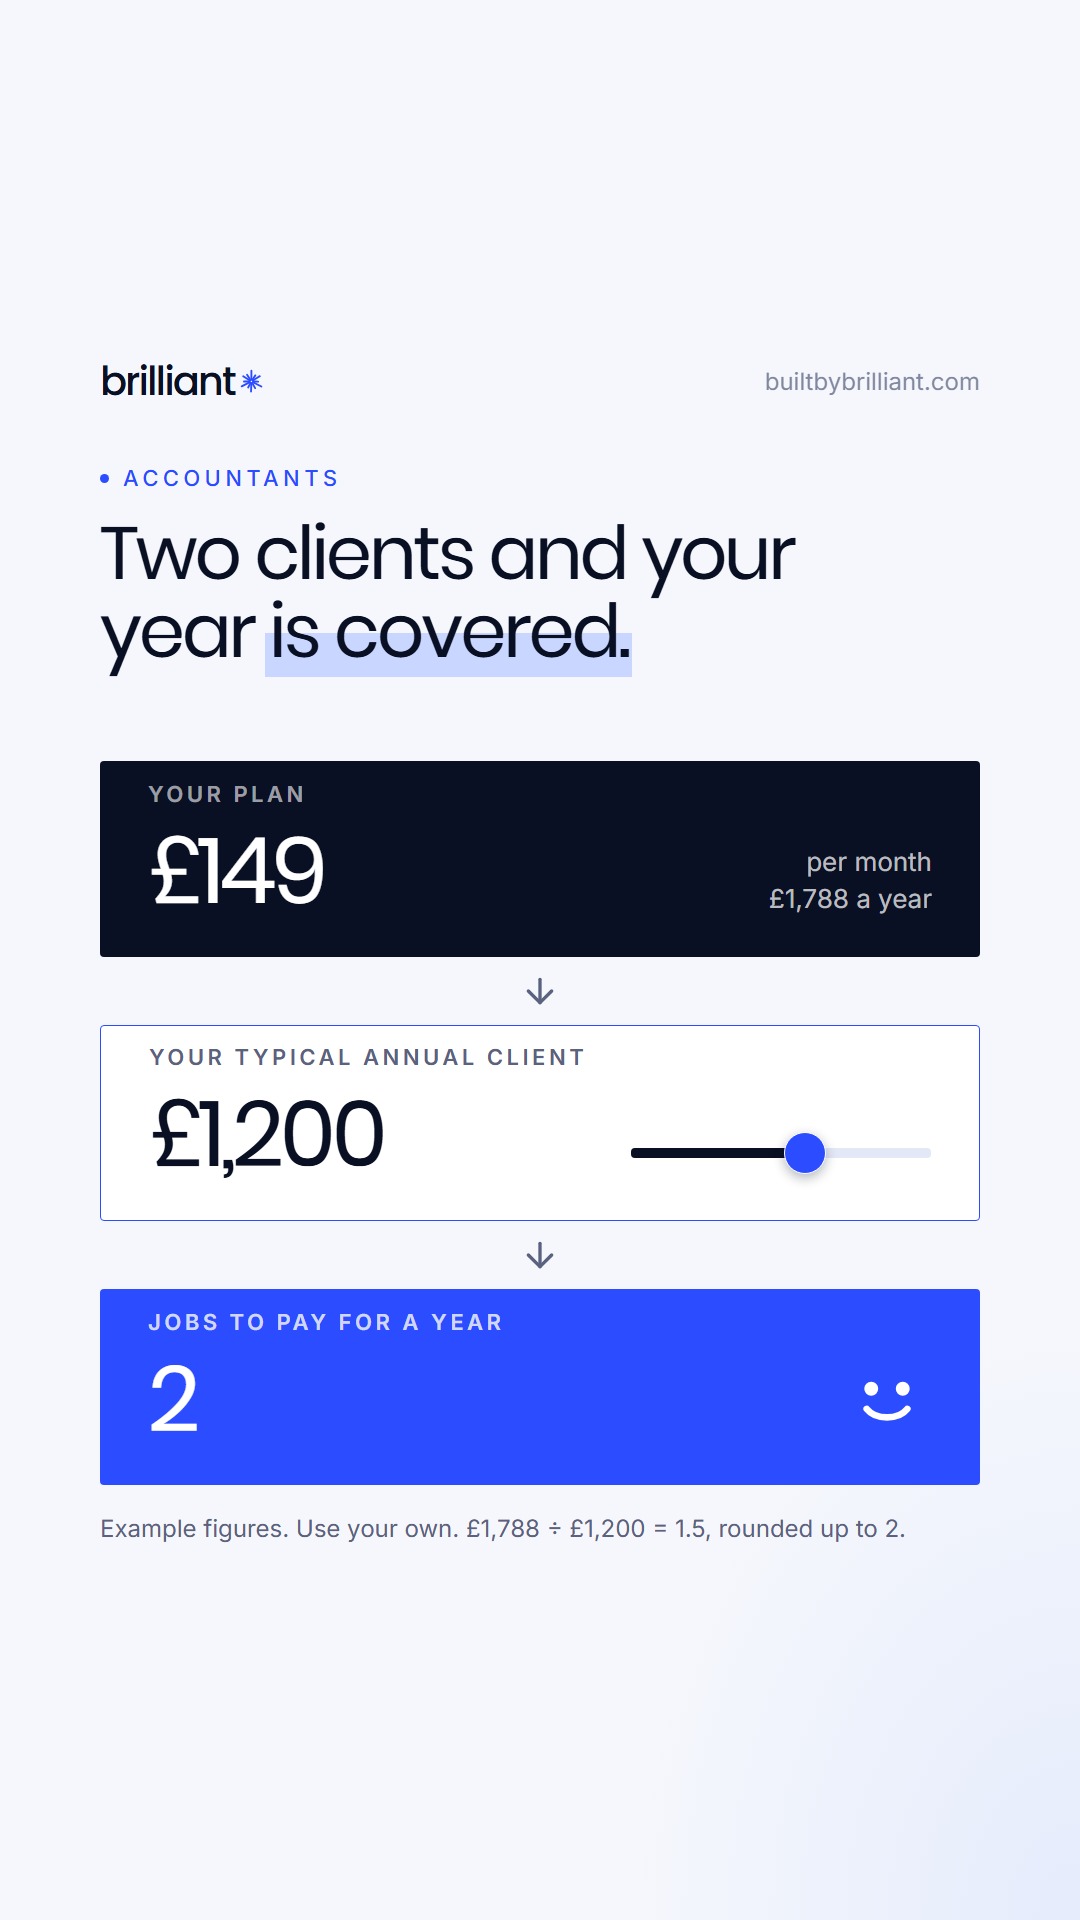 brilliant
builtbybrilliant.com
ACCOUNTANTS
Two clients and your
year is covered.
YOUR PLAN
£149
per month
£1,788 a year
YOUR TYPICAL ANNUAL CLIENT
£1,200
JOBS TO PAY FOR A YEAR
2
Example figures. Use your own. £1,788 ÷ £1,200 = 1.5, rounded up to 2.